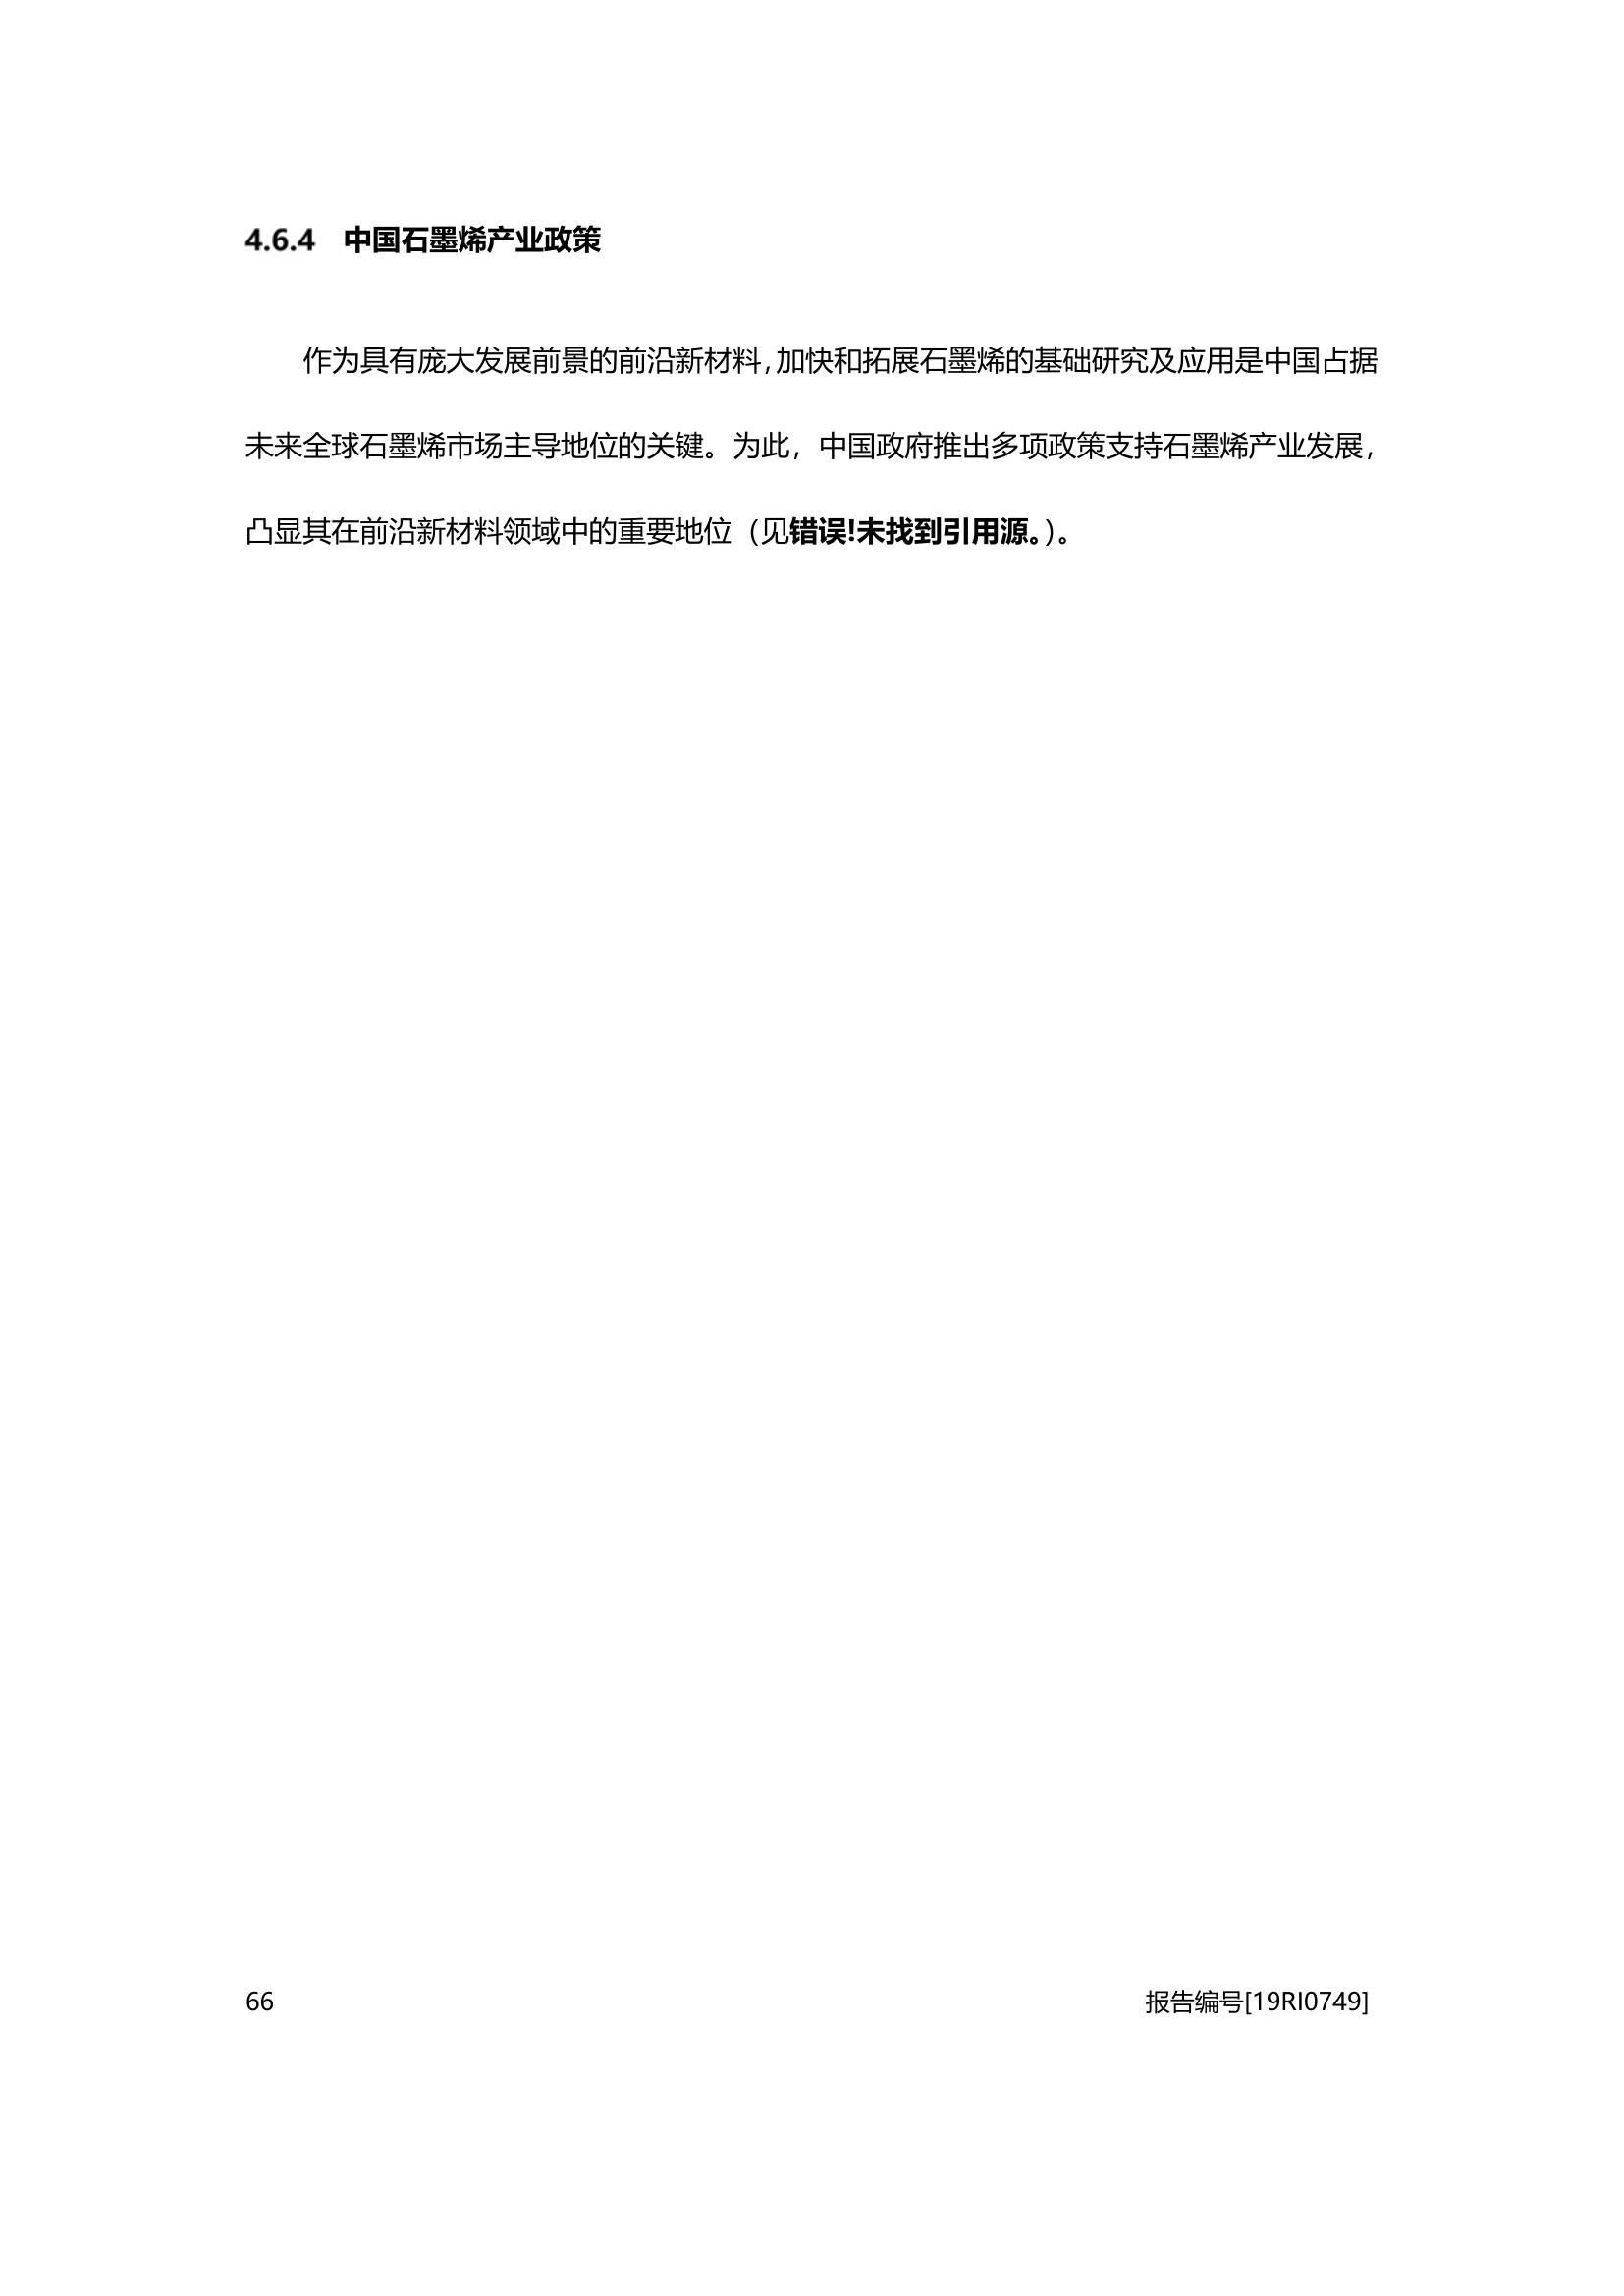 4.6.4 中国石墨烯产业政策
作为具有庞大发展前景的前沿新材料,加快和拓展石墨烯的基础研究及应用是中国占据
未来全球石墨烯市场主导地位的关键。为此，中国政府推出多项政策支持石墨烯产业发展，
凸显其在前沿新材料领域中的重要地位（见错误!未找到引用源。）。
66 报告编号[19RI0749]